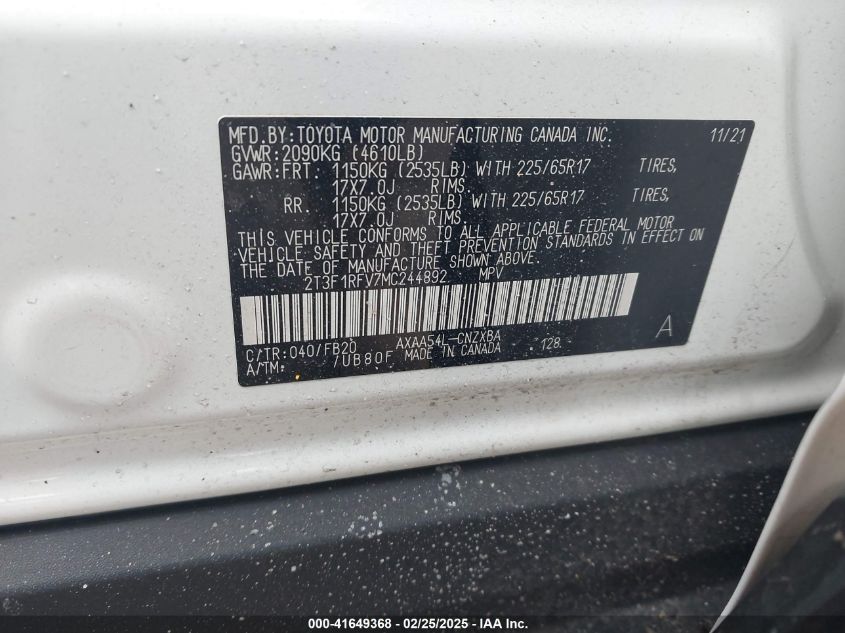 MFD.BY:TOYOTA MOTOR MANUFACTURING CANADA INC. 11/21
GVWR:2090KG (4610LB)
GAWR:FRT. 1150KG (2535LB) WITH 225/65R17 TIRES,
17X7.0J RIMS.
RR. 1150KG (2535LB) WITH 225/65R17 TIRES,
17X7.0J RIMS.
THIS VEHICLE CONFORMS TO ALL APPLICABLE FEDERAL MOTOR
VEHICLE SAFETY AND THEFT PREVENTION STANDARDS IN EFFECT ON
THE DATE OF MANUFACTURE SHOWN ABOVE.
2T3F1RFV7MC244892 MPV
C/TR:040/FB20 AXAA54L-CNZXBA 128 A
A/TM: /UB80F MADE IN CANADA
000-41649368 - 02/25/2025 - IAAI.com